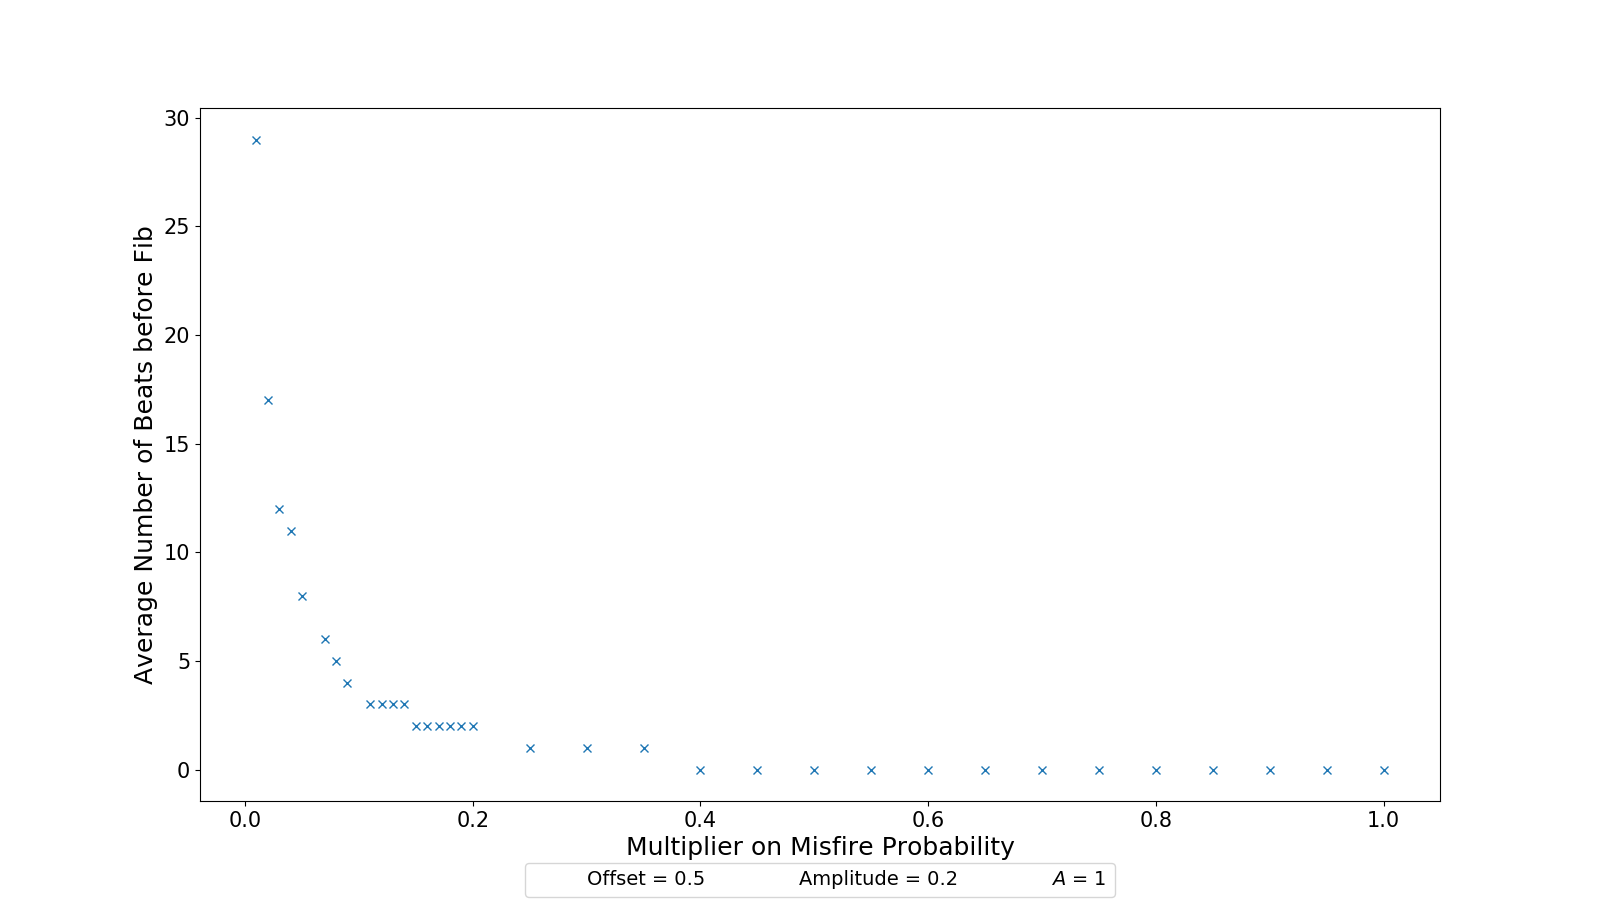 30
25
20
15
10
5
0
Average Number of Beats before Fib
0.0 0.2 0.4 0.6 0.8 1.0
Multiplier on Misfire Probability
Offset = 0.5 Amplitude = 0.2 A = 1